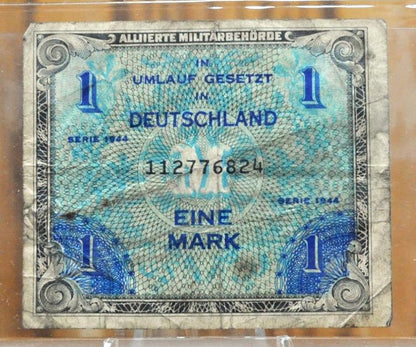 ALLIIERTE MILITÄRBEHÖRDE
1 IN 1
UMLAUF GESETZT
IN
DEUTSCHLAND
SERIE 1944
112776824
SERIE 1944
EINE
1 MARK 1